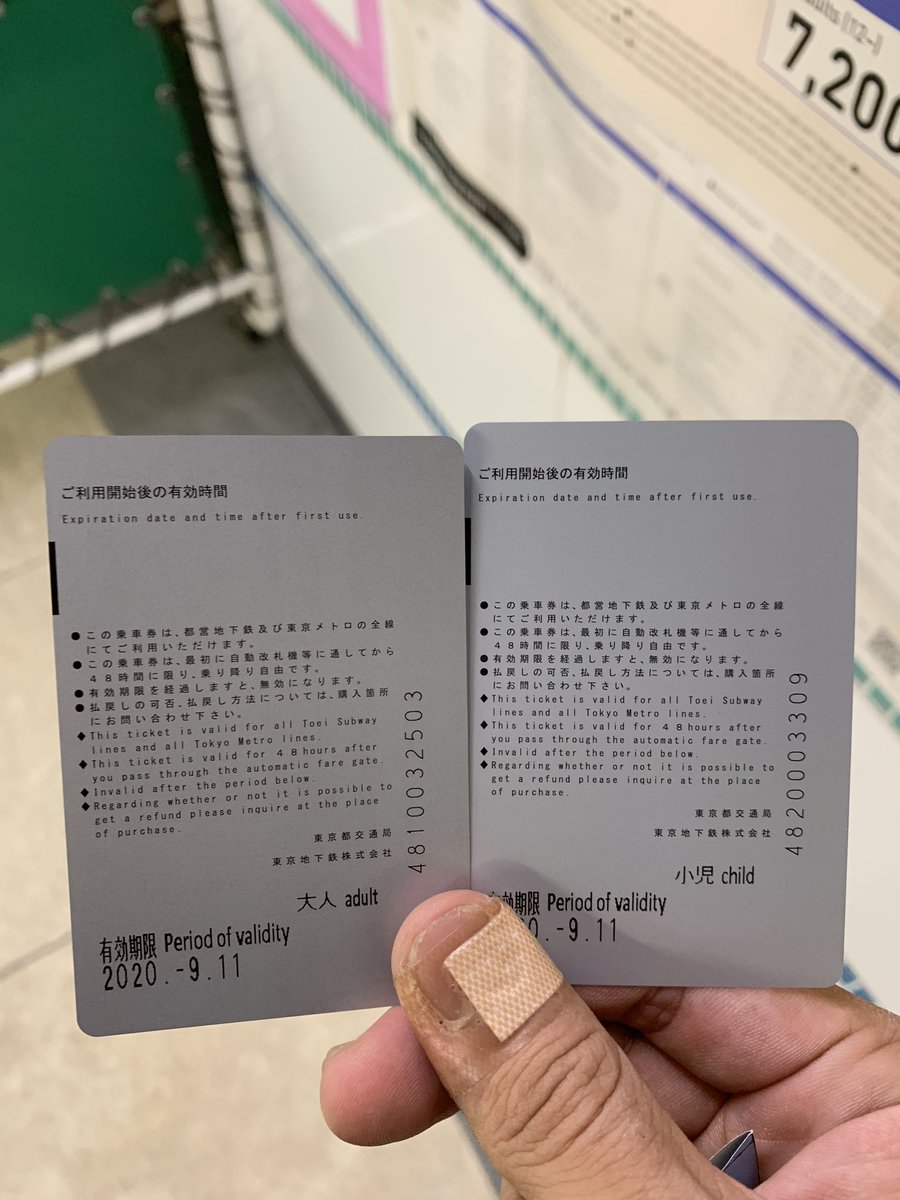 dults (12~)
7,200
ご利用開始後の有効時間
Expiration date and time after first use.
●この乗車券は、都営地下鉄及び東京メトロの全線
にてご利用いただけます。
●この乗車券は、最初に自動改札機等に通してから
48時間に限り、乗り降り自由です。
●有効期限を経過しますと、無効になります。
●払戻しの可否、払戻し方法については、購入箇所
にお問い合わせ下さい。
◆This ticket is valid for all Toei Subway
lines and all Tokyo Metro lines.
◆This ticket is valid for 48hours after
you pass through the automatic fare gate.
◆Invalid after the period below.
◆Regarding whether or not it is possible to
get a refund please inquire at the place
of purchase.
東京都交通局
東京地下鉄株式会社
4810032503
大人 adult
有効期限 Period of validity
2020.-9.11
ご利用開始後の有効時間
Expiration date and time after first use.
●この乗車券は、都営地下鉄及び東京メトロの全線
にてご利用いただけます。
●この乗車券は、最初に自動改札機等に通してから
48時間に限り、乗り降り自由です。
●有効期限を経過しますと、無効になります。
●払戻しの可否、払戻し方法については、購入箇所
にお問い合わせ下さい。
◆This ticket is valid for all Toei Subway
lines and all Tokyo Metro lines.
◆This ticket is valid for 48hours after
you pass through the automatic fare gate.
◆Invalid after the period below.
◆Regarding whether or not it is possible to
get a refund please inquire at the place
of purchase.
東京都交通局
東京地下鉄株式会社
4820003309
小児 child
有効期限 Period of validity
0.-9.11